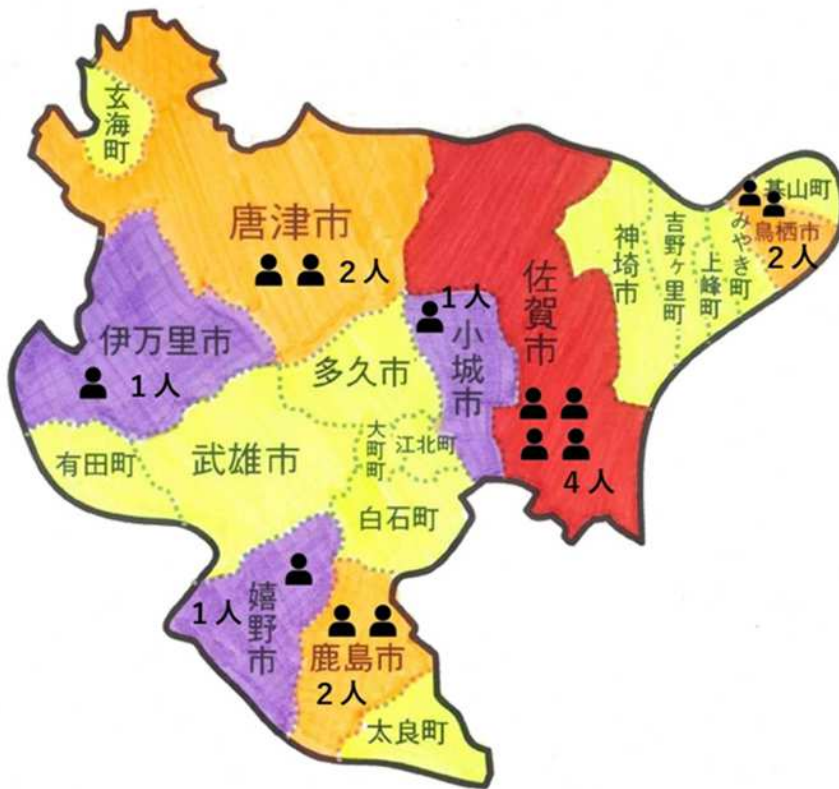 玄海町
唐津市
2人
基山町
鳥栖市
2人
みやき町
上峰町
吉野ヶ里町
神埼市
佐賀市
4人
1人
小城市
伊万里市
1人
多久市
大町町
江北町
有田町
武雄市
白石町
1人
嬉野市
鹿島市
2人
太良町